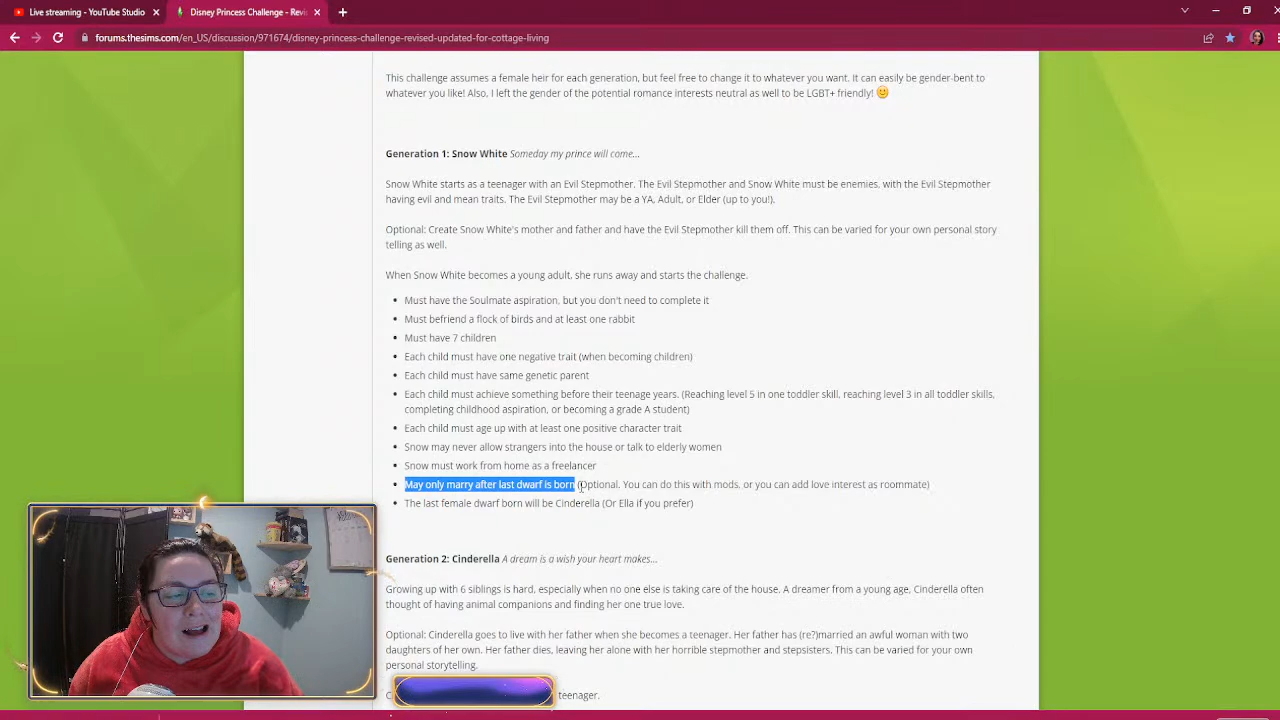 Live streaming - YouTube Studio
Disney Princess Challenge - Revi
forums.thesims.com/en_US/discussion/971674/disney-princess-challenge-revised-updated-for-cottage-living
This challenge assumes a female heir for each generation, but feel free to change it to whatever you want. It can easily be gender-bent to
whatever you like! Also, I left the gender of the potential romance interests neutral as well to be LGBT+ friendly! 🙂
Generation 1: Snow White Someday my prince will come...
Snow White starts as a teenager with an Evil Stepmother. The Evil Stepmother and Snow White must be enemies, with the Evil Stepmother
having evil and mean traits. The Evil Stepmother may be a YA, Adult, or Elder (up to you!).
Optional: Create Snow White's mother and father and have the Evil Stepmother kill them off. This can be varied for your own personal story
telling as well.
When Snow White becomes a young adult, she runs away and starts the challenge.
• Must have the Soulmate aspiration, but you don't need to complete it
• Must befriend a flock of birds and at least one rabbit
• Must have 7 children
• Each child must have one negative trait (when becoming children)
• Each child must have same genetic parent
• Each child must achieve something before their teenage years. (Reaching level 5 in one toddler skill, reaching level 3 in all toddler skills,
completing childhood aspiration, or becoming a grade A student)
• Each child must age up with at least one positive character trait
• Snow may never allow strangers into the house or talk to elderly women
• Snow must work from home as a freelancer
• May only marry after last dwarf is born (Optional. You can do this with mods, or you can add love interest as roommate)
• The last female dwarf born will be Cinderella (Or Ella if you prefer)
Generation 2: Cinderella A dream is a wish your heart makes...
Growing up with 6 siblings is hard, especially when no one else is taking care of the house. A dreamer from a young age, Cinderella often
thought of having animal companions and finding her one true love.
Optional: Cinderella goes to live with her father when she becomes a teenager. Her father has (re?)married an awful woman with two
daughters of her own. Her father dies, leaving her alone with her horrible stepmother and stepsisters. This can be varied for your own
personal storytelling.
teenager.